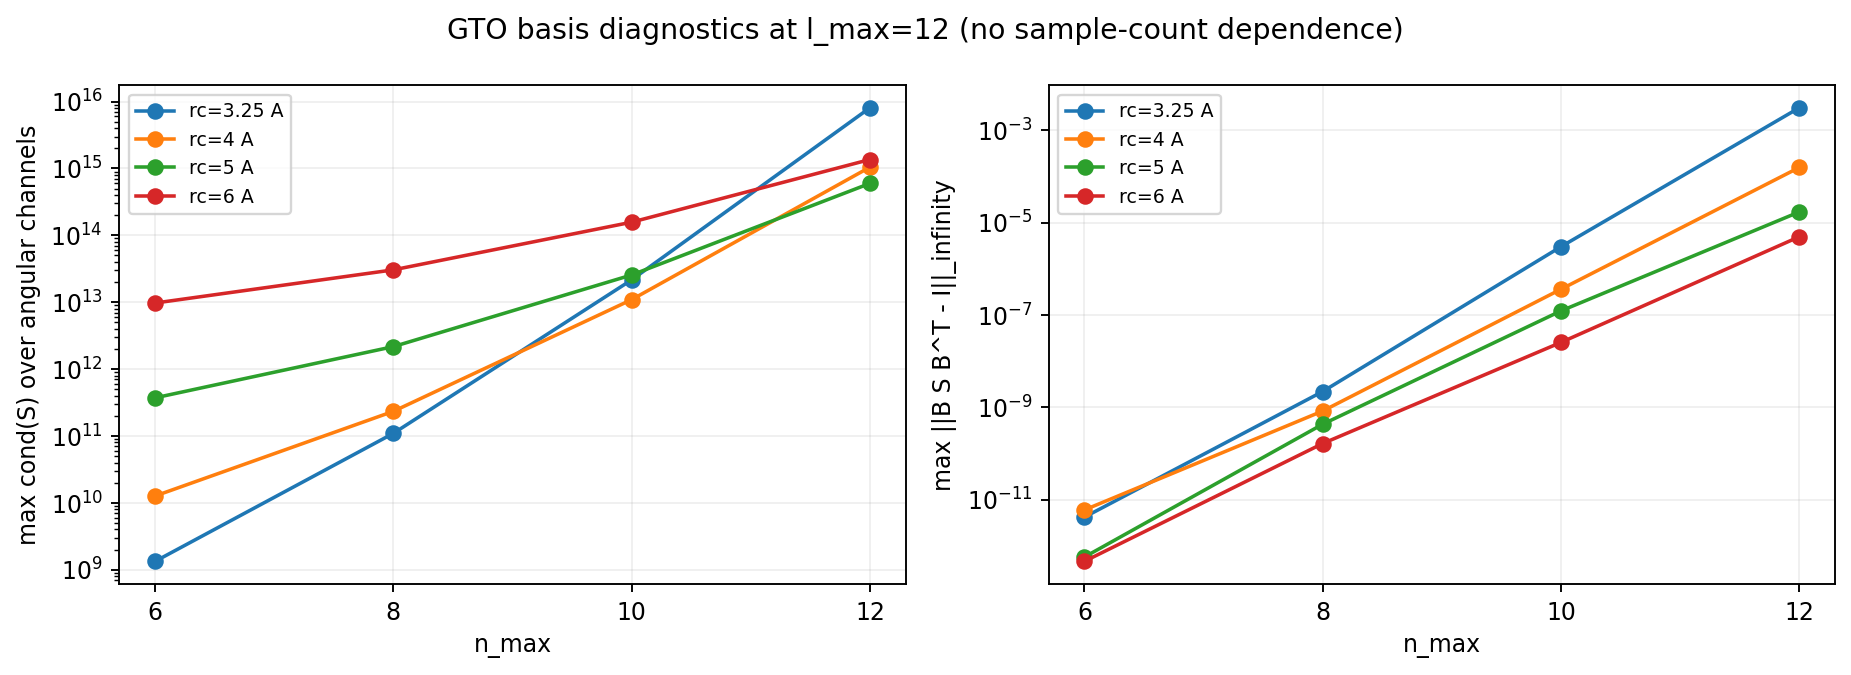 GTO basis diagnostics at l_max=12 (no sample-count dependence)
max cond(S) over angular channels
10^16
10^15
10^14
10^13
10^12
10^11
10^10
10^9
rc=3.25 A
rc=4 A
rc=5 A
rc=6 A
6 8 10 12
n_max
max ||B S B^T - I||_infinity
10^-3
10^-5
10^-7
10^-9
10^-11
rc=3.25 A
rc=4 A
rc=5 A
rc=6 A
6 8 10 12
n_max